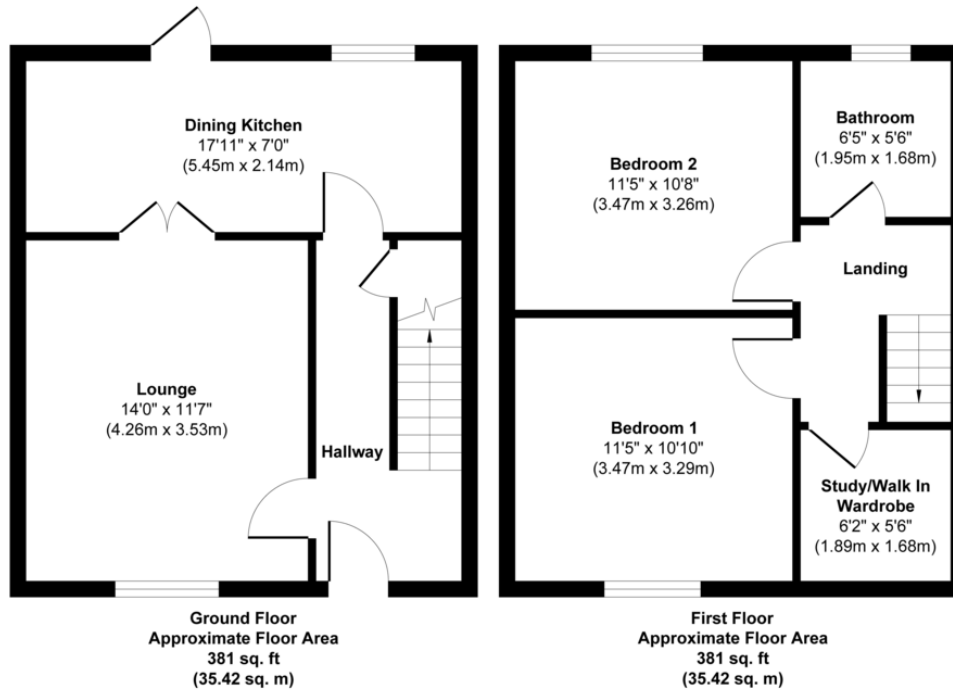 Dining Kitchen
17'11" x 7'0"
(5.45m x 2.14m)
Lounge
14'0" x 11'7"
(4.26m x 3.53m)
Hallway
Ground Floor
Approximate Floor Area
381 sq. ft
(35.42 sq. m)
Bedroom 2
11'5" x 10'8"
(3.47m x 3.26m)
Bathroom
6'5" x 5'6"
(1.95m x 1.68m)
Landing
Bedroom 1
11'5" x 10'10"
(3.47m x 3.29m)
Study/Walk In
Wardrobe
6'2" x 5'6"
(1.89m x 1.68m)
First Floor
Approximate Floor Area
381 sq. ft
(35.42 sq. m)